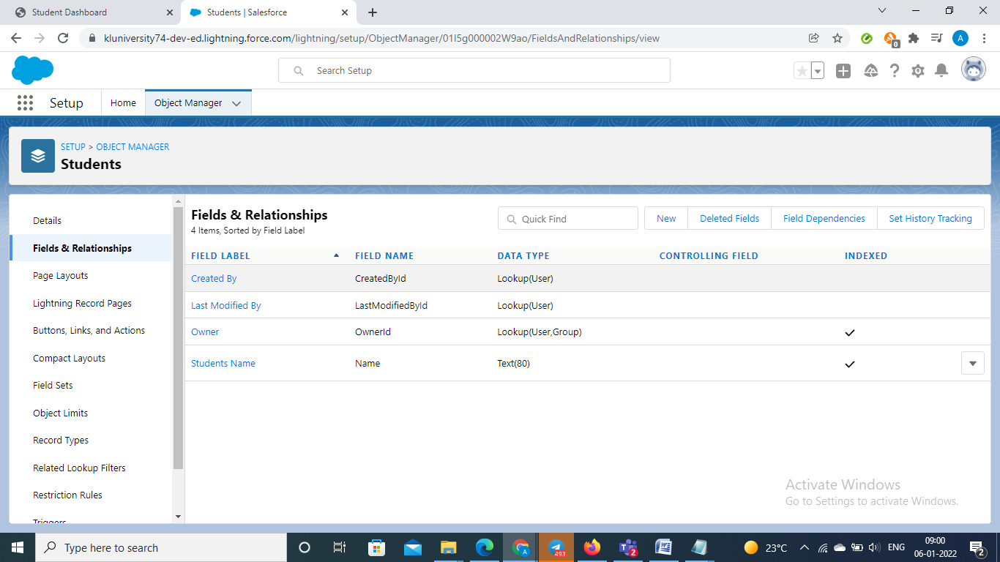 Student Dashboard
Students | Salesforce
kluniversity74-dev-ed.lightning.force.com/lightning/setup/ObjectManager/01I5g000002W9ao/FieldsAndRelationships/view
0
A
Search Setup
Setup
Home
Object Manager
SETUP > OBJECT MANAGER
Students
Details
Fields & Relationships
Page Layouts
Lightning Record Pages
Buttons, Links, and Actions
Compact Layouts
Field Sets
Object Limits
Record Types
Related Lookup Filters
Restriction Rules
Triggers
Fields & Relationships
4 Items, Sorted by Field Label
Quick Find
New
Deleted Fields
Field Dependencies
Set History Tracking
FIELD LABEL FIELD NAME DATA TYPE CONTROLLING FIELD INDEXED
Created By CreatedById Lookup(User)
Last Modified By LastModifiedById Lookup(User)
Owner OwnerId Lookup(User,Group)
Students Name Name Text(80)
Activate Windows
Go to Settings to activate Windows.
Type here to search
A
493
2
23°C
ENG
09:00
06-01-2022
2